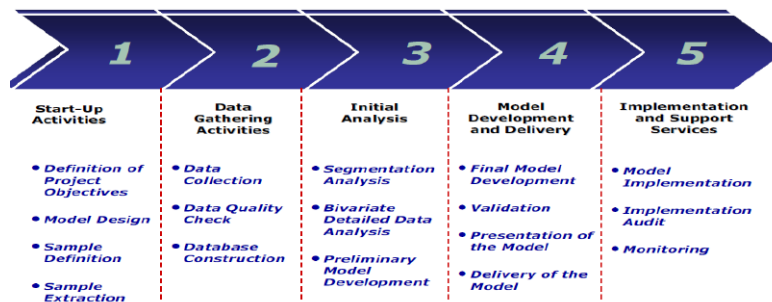 1
2
3
4
5
Start-Up
Activities
• Definition of
Project
Objectives
• Model Design
• Sample
Definition
• Sample
Extraction
Data
Gathering
Activities
• Data
Collection
• Data Quality
Check
• Database
Construction
Initial
Analysis
• Segmentation
Analysis
• Bivariate
Detailed Data
Analysis
• Preliminary
Model
Development
Model
Development
and Delivery
• Final Model
Development
• Validation
• Presentation of
the Model
• Delivery of the
Model
Implementation
and Support
Services
• Model
Implementation
• Implementation
Audit
• Monitoring